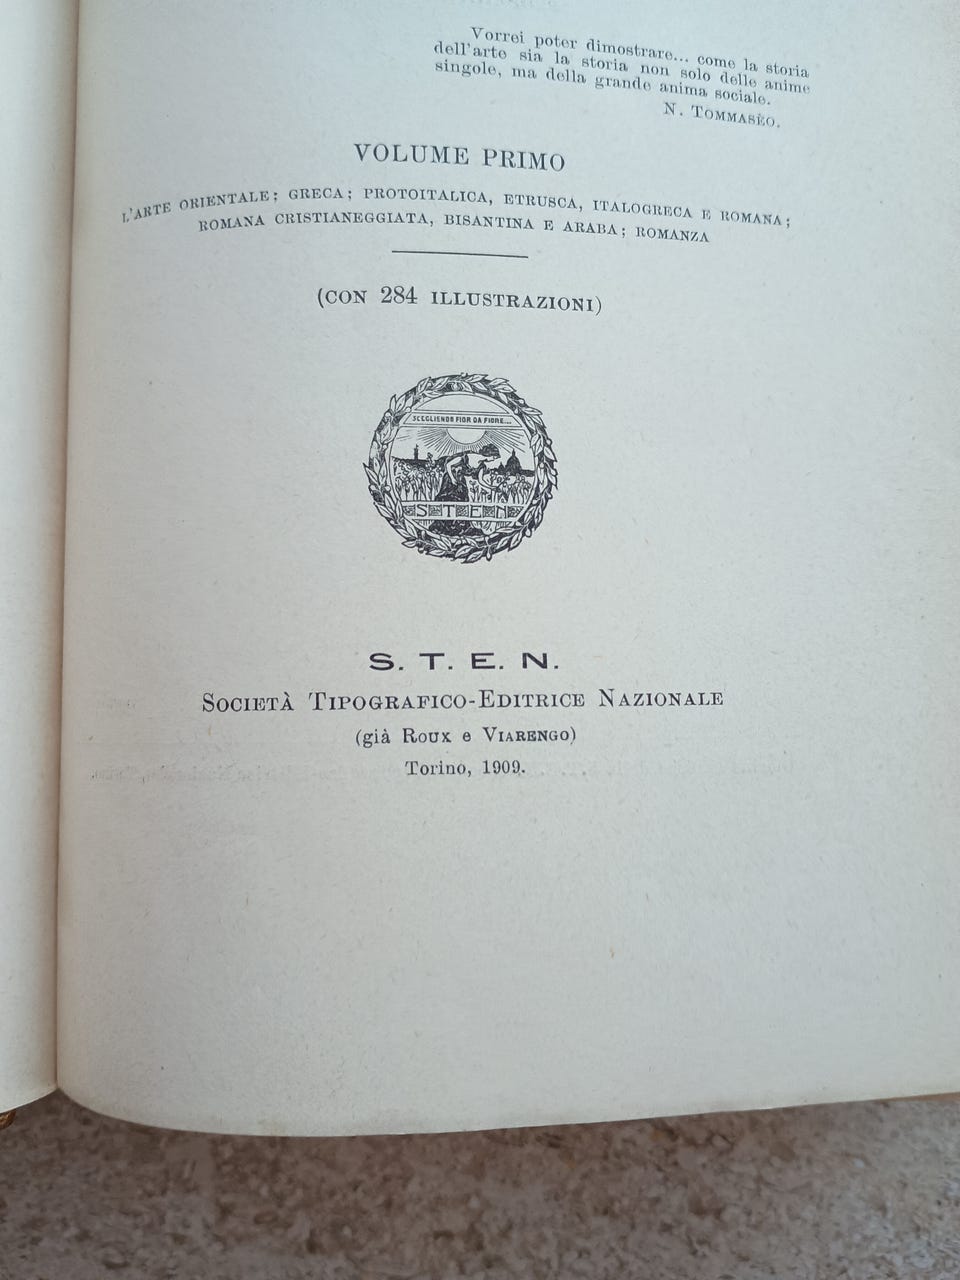 Vorrei poter dimostrare... come la storia
dell'arte sia la storia non solo delle anime
singole, ma della grande anima sociale.
N. Tommasèo.
VOLUME PRIMO
L'ARTE ORIENTALE; GRECA; PROTOITALICA, ETRUSCA, ITALOGRECA E ROMANA;
ROMANA CRISTIANEGGIATA, BISANTINA E ARABA; ROMANZA
(CON 284 ILLUSTRAZIONI)
SCEGLIENDO FIOR DA FIORE...
STEN
S. T. E. N.
Società Tipografico-Editrice Nazionale
(già Roux e Viarengo)
Torino, 1909.